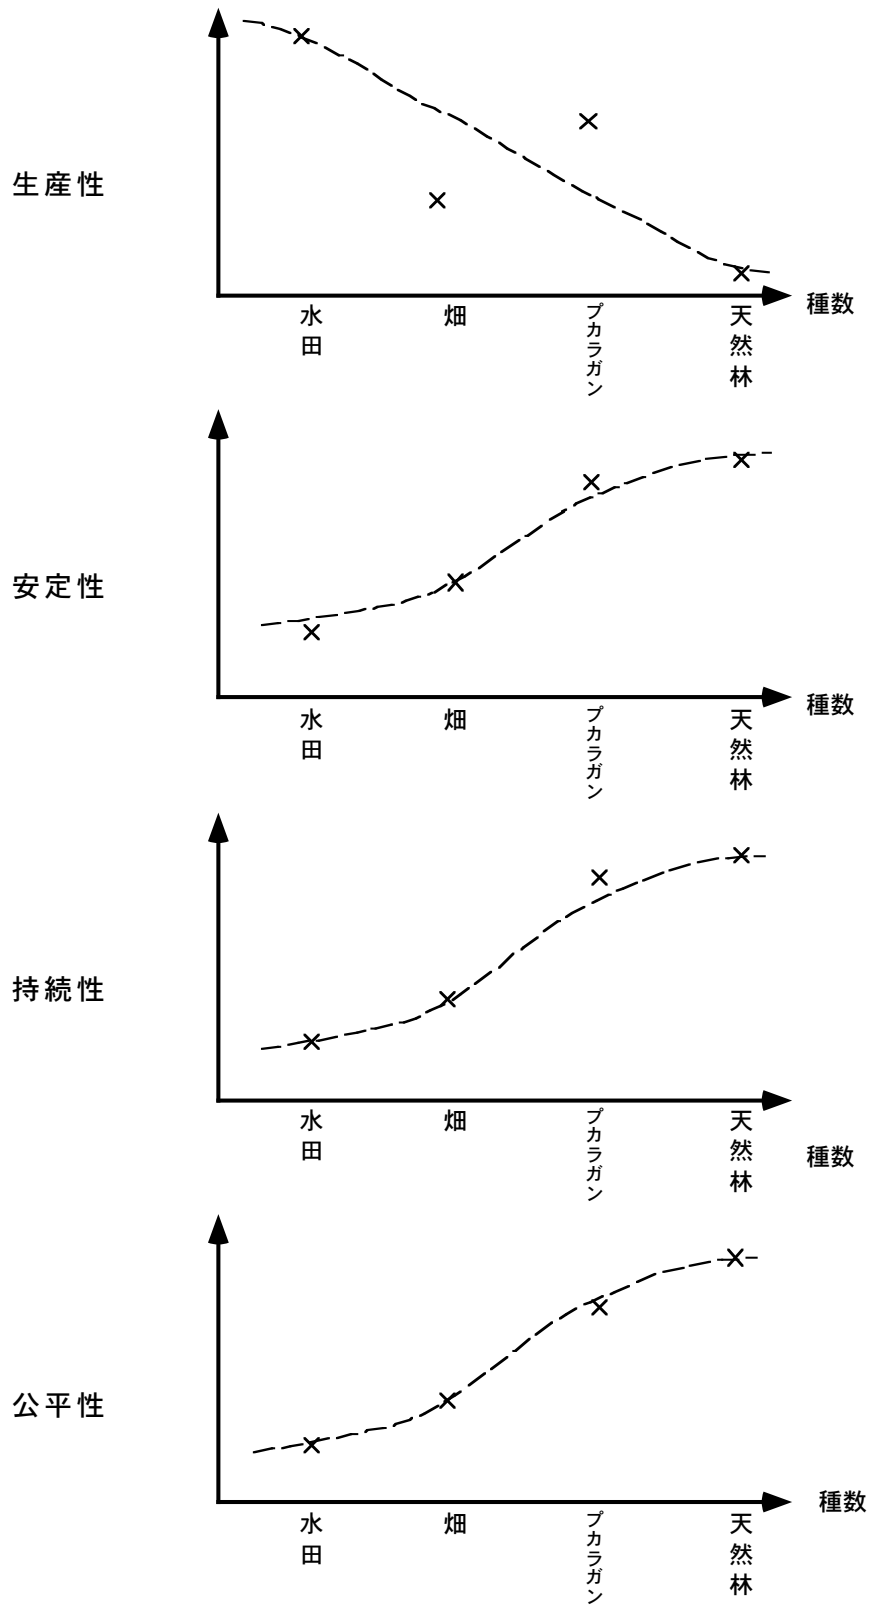 生産性
種数
水田
畑
プカラガン
天然林
安定性
種数
水田
畑
プカラガン
天然林
持続性
水田
畑
プカラガン
天然林
種数
公平性
種数
水田
畑
プカラガン
天然林